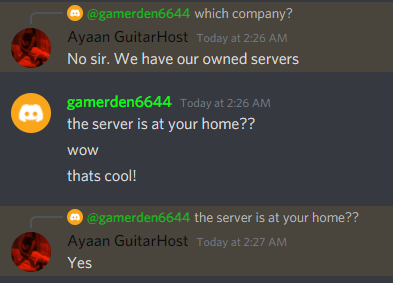 @gamerden6644 which company?
Ayaan GuitarHost Today at 2:26 AM
No sir. We have our owned servers
gamerden6644 Today at 2:26 AM
the server is at your home??
wow
thats cool!
@gamerden6644 the server is at your home??
Ayaan GuitarHost Today at 2:27 AM
Yes